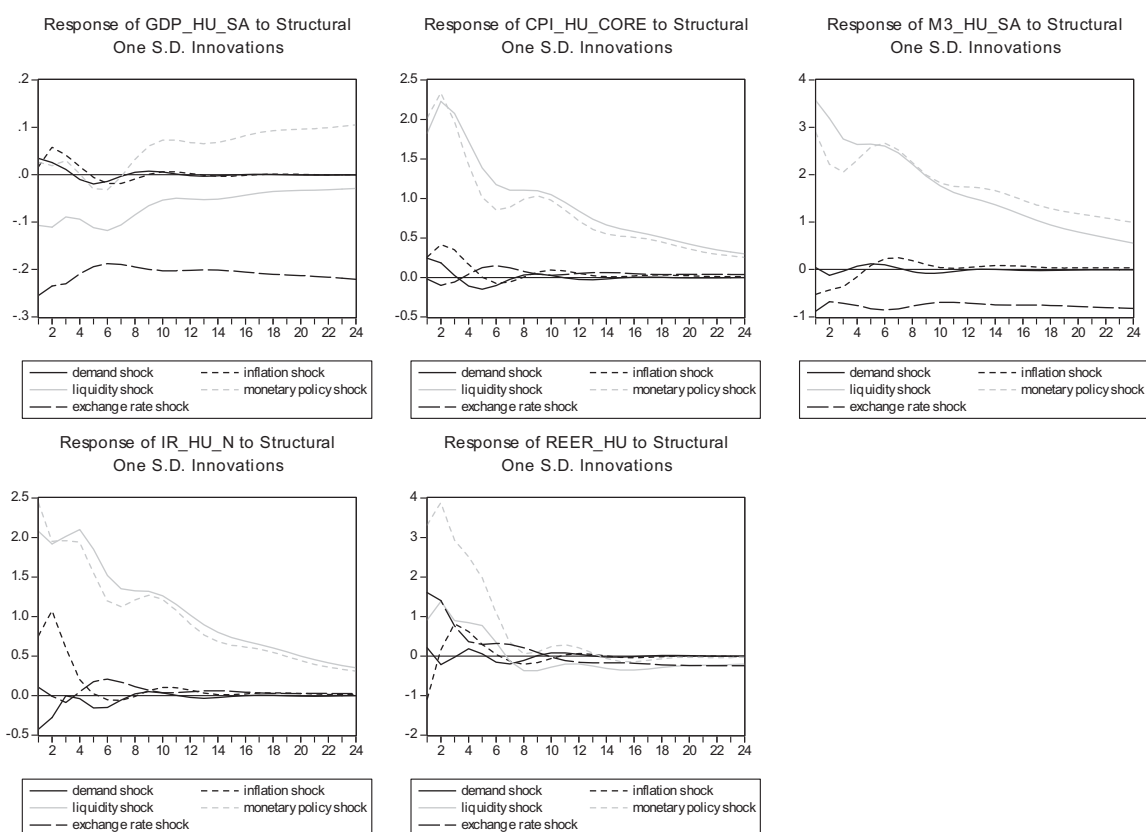 Response of GDP_HU_SA to Structural
One S.D. Innovations
.2
.1
.0
-.1
-.2
-.3
2 4 6 8 10 12 14 16 18 20 22 24
demand shock inflation shock
liquidity shock monetary policy shock
exchange rate shock
Response of CPI_HU_CORE to Structural
One S.D. Innovations
2.5
2.0
1.5
1.0
0.5
0.0
-0.5
2 4 6 8 10 12 14 16 18 20 22 24
demand shock inflation shock
liquidity shock monetary policy shock
exchange rate shock
Response of M3_HU_SA to Structural
One S.D. Innovations
4
3
2
1
0
-1
2 4 6 8 10 12 14 16 18 20 22 24
demand shock inflation shock
liquidity shock monetary policy shock
exchange rate shock
Response of IR_HU_N to Structural
One S.D. Innovations
2.5
2.0
1.5
1.0
0.5
0.0
-0.5
2 4 6 8 10 12 14 16 18 20 22 24
demand shock inflation shock
liquidity shock monetary policy shock
exchange rate shock
Response of REER_HU to Structural
One S.D. Innovations
4
3
2
1
0
-1
-2
2 4 6 8 10 12 14 16 18 20 22 24
demand shock inflation shock
liquidity shock monetary policy shock
exchange rate shock